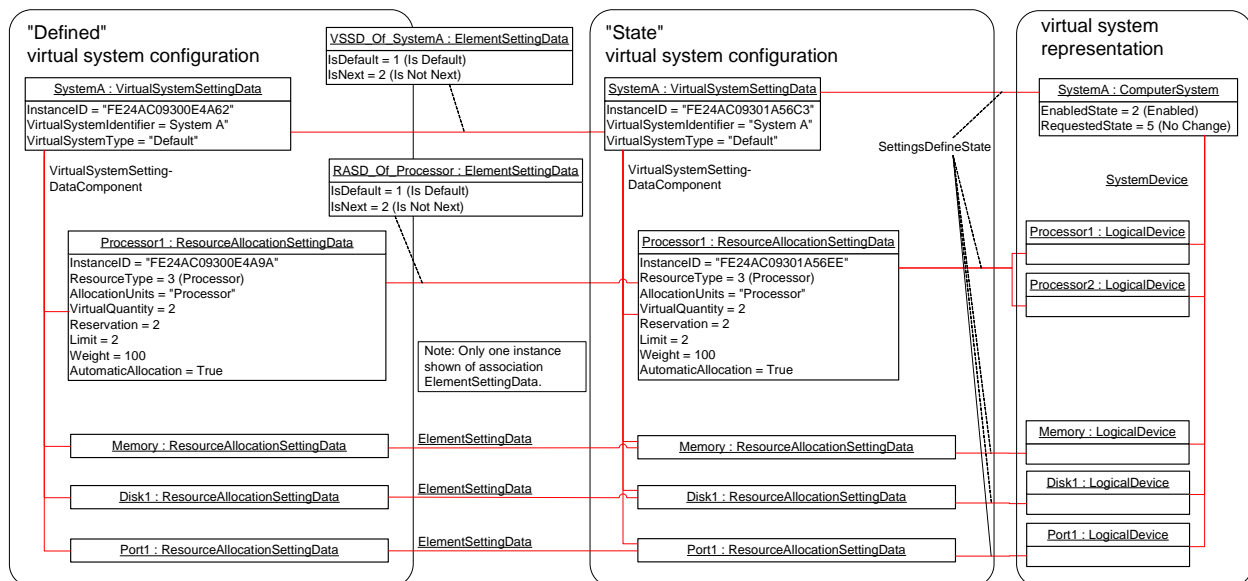 "Defined"
virtual system configuration
SystemA : VirtualSystemSettingData
InstanceID = "FE24AC09300E4A62"
VirtualSystemIdentifier = System A"
VirtualSystemType = "Default"
VirtualSystemSetting-
DataComponent
Processor1 : ResourceAllocationSettingData
InstanceID = "FE24AC09300E4A9A"
ResourceType = 3 (Processor)
AllocationUnits = "Processor"
VirtualQuantity = 2
Reservation = 2
Limit = 2
Weight = 100
AutomaticAllocation = True
Memory : ResourceAllocationSettingData
Disk1 : ResourceAllocationSettingData
Port1 : ResourceAllocationSettingData
VSSD_Of_SystemA : ElementSettingData
IsDefault = 1 (Is Default)
IsNext = 2 (Is Not Next)
RASD_Of_Processor : ElementSettingData
IsDefault = 1 (Is Default)
IsNext = 2 (Is Not Next)
Note: Only one instance
shown of association
ElementSettingData.
ElementSettingData
ElementSettingData
ElementSettingData
"State"
virtual system configuration
SystemA : VirtualSystemSettingData
InstanceID = "FE24AC09301A56C3"
VirtualSystemIdentifier = "System A"
VirtualSystemType = "Default"
VirtualSystemSetting-
DataComponent
Processor1 : ResourceAllocationSettingData
InstanceID = "FE24AC09301A56EE"
ResourceType = 3 (Processor)
AllocationUnits = "Processor"
VirtualQuantity = 2
Reservation = 2
Limit = 2
Weight = 100
AutomaticAllocation = True
Memory : ResourceAllocationSettingData
Disk1 : ResourceAllocationSettingData
Port1 : ResourceAllocationSettingData
SettingsDefineState
virtual system
representation
SystemA : ComputerSystem
EnabledState = 2 (Enabled)
RequestedState = 5 (No Change)
SystemDevice
Processor1 : LogicalDevice
Processor2 : LogicalDevice
Memory : LogicalDevice
Disk1 : LogicalDevice
Port1 : LogicalDevice